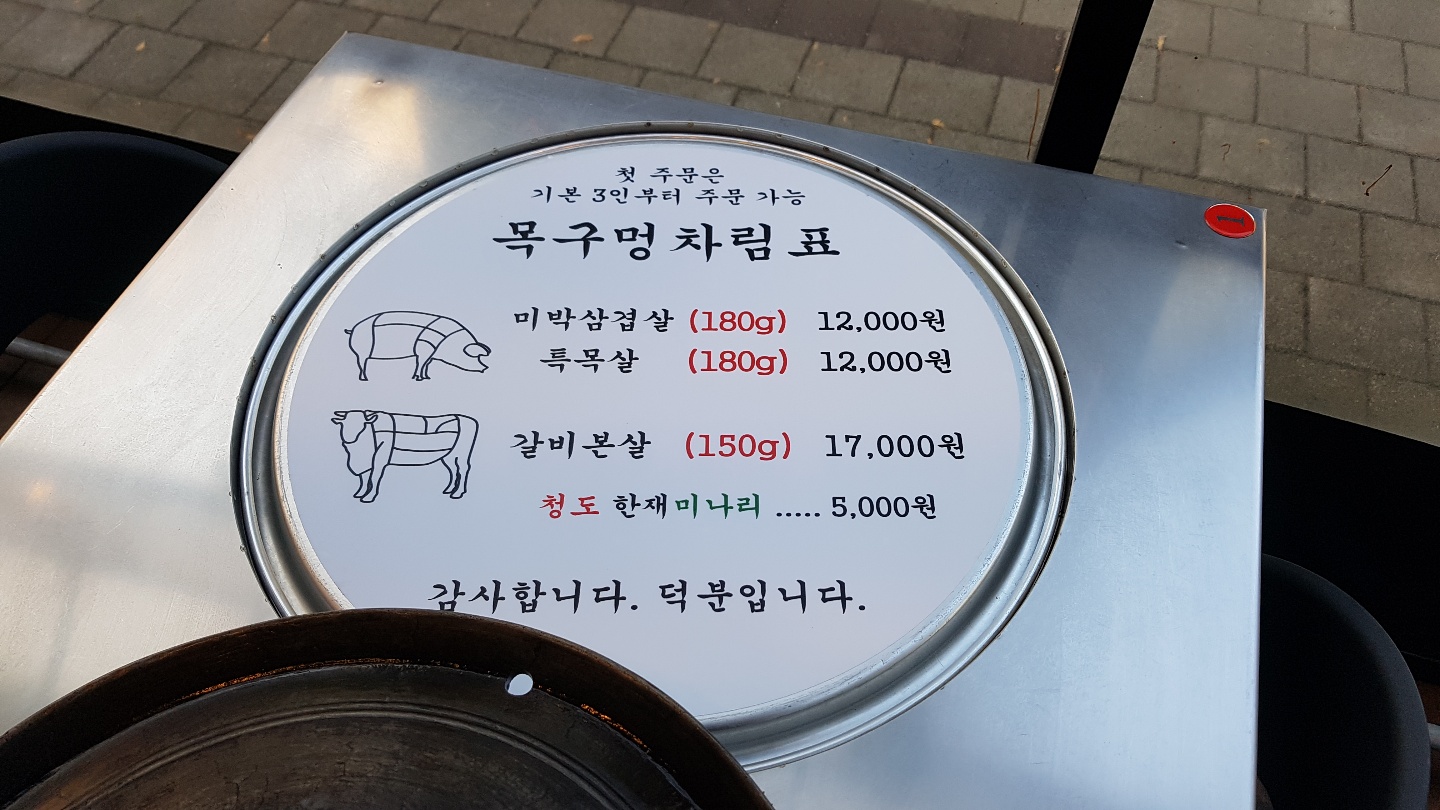 첫 주문은
기본 3인부터 주문 가능
목구멍 차림표
미박삼겹살 (180g) 12,000원
특목살 (180g) 12,000원
갈비본살 (150g) 17,000원
청도 한재미나리 ..... 5,000원
감사합니다. 덕분입니다.